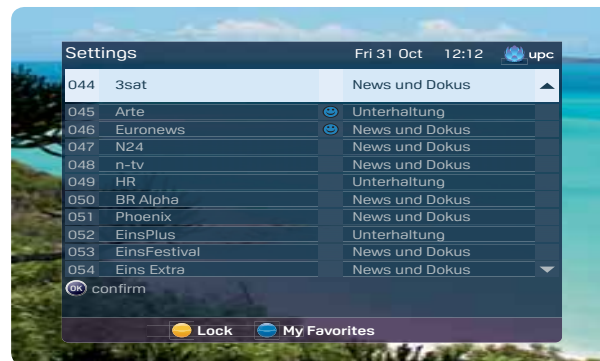 Settings Fri 31 Oct 12:12 upc
044 3sat News und Dokus
045 Arte Unterhaltung
046 Euronews News und Dokus
047 N24 News und Dokus
048 n-tv News und Dokus
049 HR Unterhaltung
050 BR Alpha News und Dokus
051 Phoenix News und Dokus
052 EinsPlus Unterhaltung
053 EinsFestival News und Dokus
054 Eins Extra News und Dokus
OK confirm
Lock My Favorites